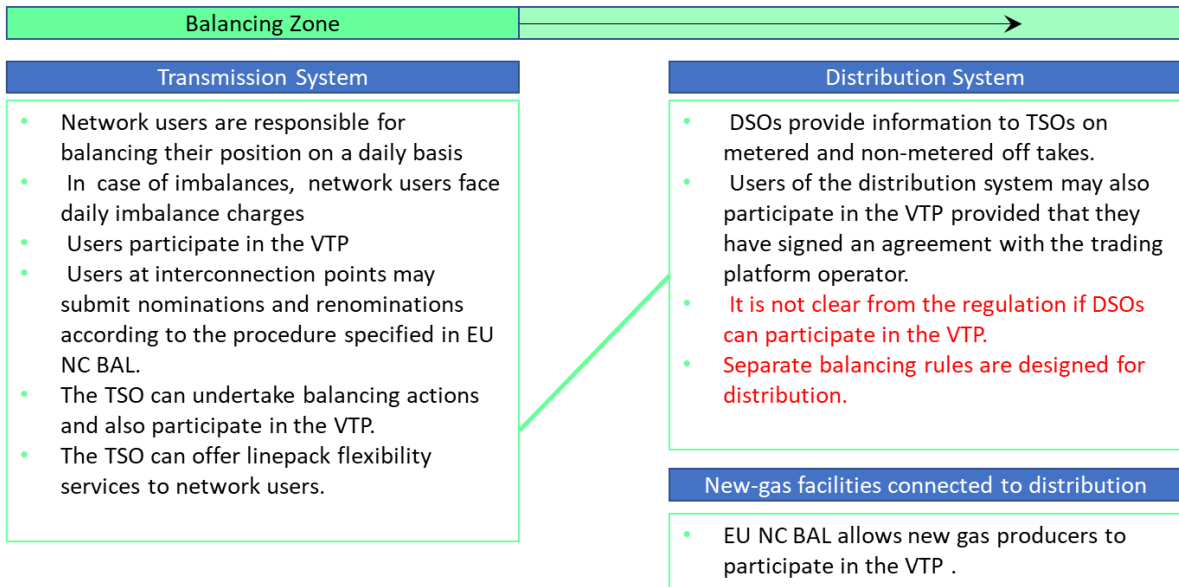 Balancing Zone
Transmission System
• Network users are responsible for
balancing their position on a daily basis
• In case of imbalances, network users face
daily imbalance charges
• Users participate in the VTP
• Users at interconnection points may
submit nominations and renominations
according to the procedure specified in EU
NC BAL.
• The TSO can undertake balancing actions
and also participate in the VTP.
• The TSO can offer linepack flexibility
services to network users.
Distribution System
• DSOs provide information to TSOs on
metered and non-metered off takes.
• Users of the distribution system may also
participate in the VTP provided that they
have signed an agreement with the trading
platform operator.
• It is not clear from the regulation if DSOs
can participate in the VTP.
• Separate balancing rules are designed for
distribution.
New-gas facilities connected to distribution
• EU NC BAL allows new gas producers to
participate in the VTP .